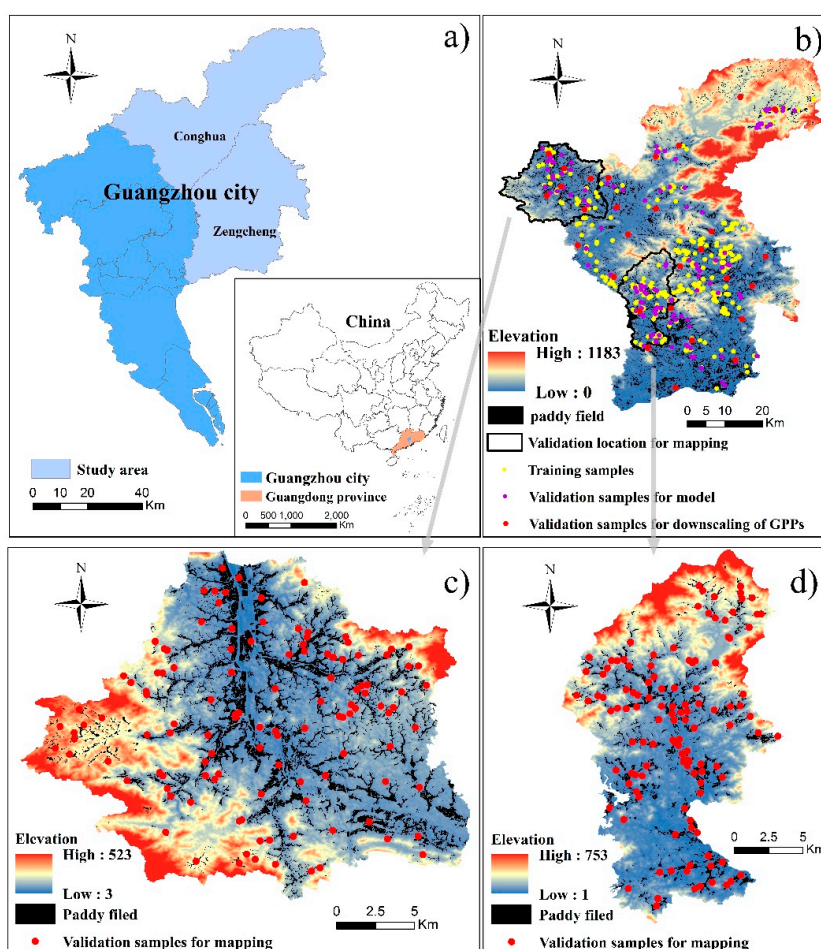 a)
N
Conghua
Guangzhou city
Zengcheng
China
Study area
0 10 20 40
Km
Guangzhou city
Guangdong province
0 500 1,000 2,000
Km
b)
N
Elevation
High : 1183
Low : 0
paddy field
0 5 10 20
Km
Validation location for mapping
Training samples
Validation samples for model
Validation samples for downscaling of GPPs
c)
N
Elevation
High : 523
Low : 3
Paddy filed
0 2.5 5
Km
Validation samples for mapping
d)
N
Elevation
High : 753
Low : 1
Paddy filed
0 2.5 5
Km
Validation samples for mapping